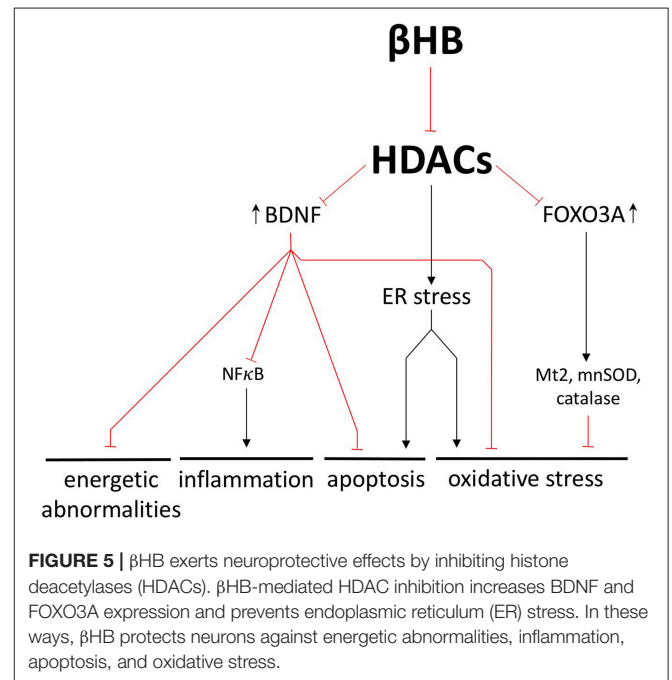 βHB
HDACs
↑BDNF
FOXO3A↑
ER stress
NFκB
Mt2, mnSOD,
catalase
energetic
abnormalities
inflammation
apoptosis
oxidative stress
FIGURE 5 | βHB exerts neuroprotective effects by inhibiting histone
deacetylases (HDACs). βHB-mediated HDAC inhibition increases BDNF and
FOXO3A expression and prevents endoplasmic reticulum (ER) stress. In these
ways, βHB protects neurons against energetic abnormalities, inflammation,
apoptosis, and oxidative stress.